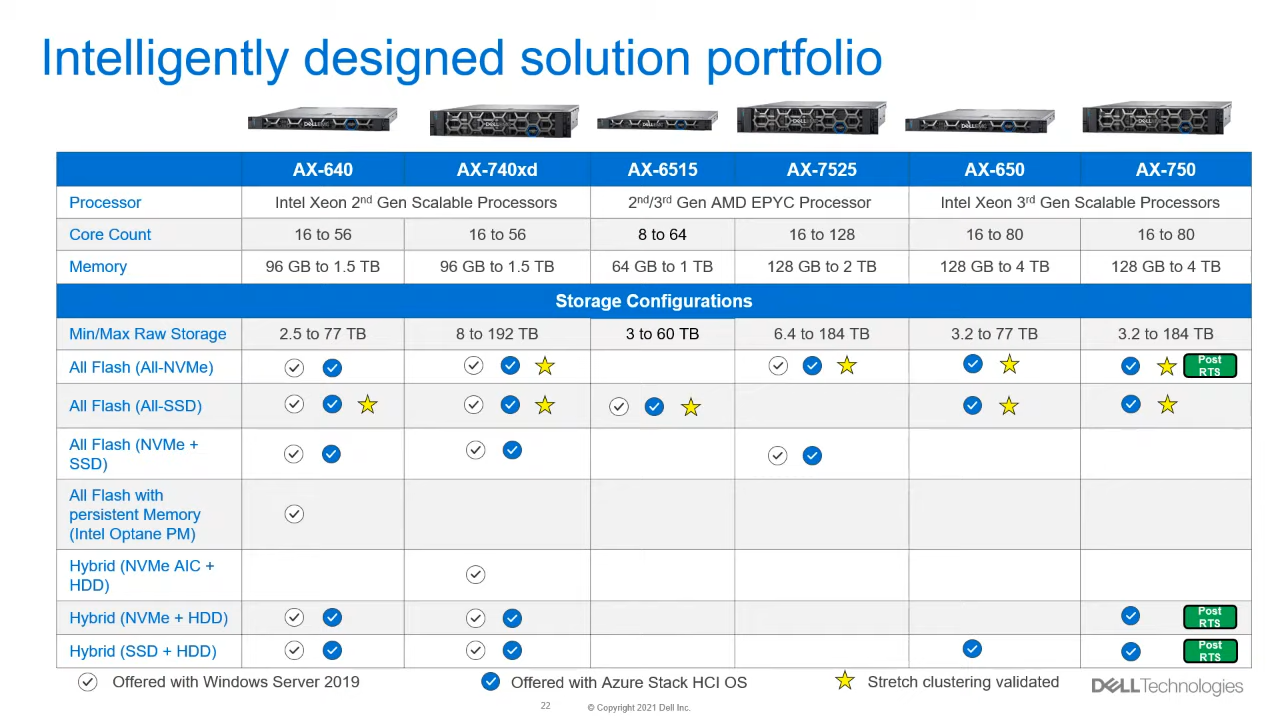 Intelligently designed solution portfolio
AX-640 AX-740xd AX-6515 AX-7525 AX-650 AX-750
Processor Intel Xeon 2nd Gen Scalable Processors 2nd/3rd Gen AMD EPYC Processor Intel Xeon 3rd Gen Scalable Processors
Core Count 16 to 56 16 to 56 8 to 64 16 to 128 16 to 80 16 to 80
Memory 96 GB to 1.5 TB 96 GB to 1.5 TB 64 GB to 1 TB 128 GB to 2 TB 128 GB to 4 TB 128 GB to 4 TB
Storage Configurations
Min/Max Raw Storage 2.5 to 77 TB 8 to 192 TB 3 to 60 TB 6.4 to 184 TB 3.2 to 77 TB 3.2 to 184 TB
All Flash (All-NVMe) Post
RTS
All Flash (All-SSD)
All Flash (NVMe +
SSD)
All Flash with
persistent Memory
(Intel Optane PM)
Hybrid (NVMe AIC +
HDD)
Hybrid (NVMe + HDD) Post
RTS
Hybrid (SSD + HDD) Post
RTS
Offered with Windows Server 2019 Offered with Azure Stack HCI OS Stretch clustering validated
DELLTechnologies
22 © Copyright 2021 Dell Inc.